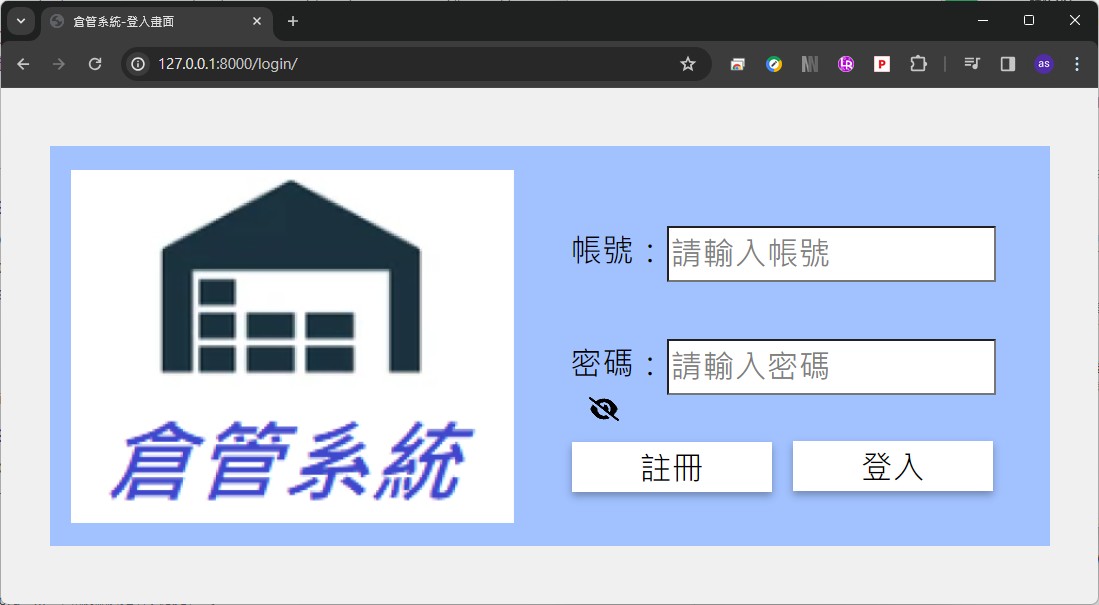 倉管系統-登入畫面
127.0.0.1:8000/login/
as
倉管系統
帳號：請輸入帳號
密碼：請輸入密碼
註冊 登入